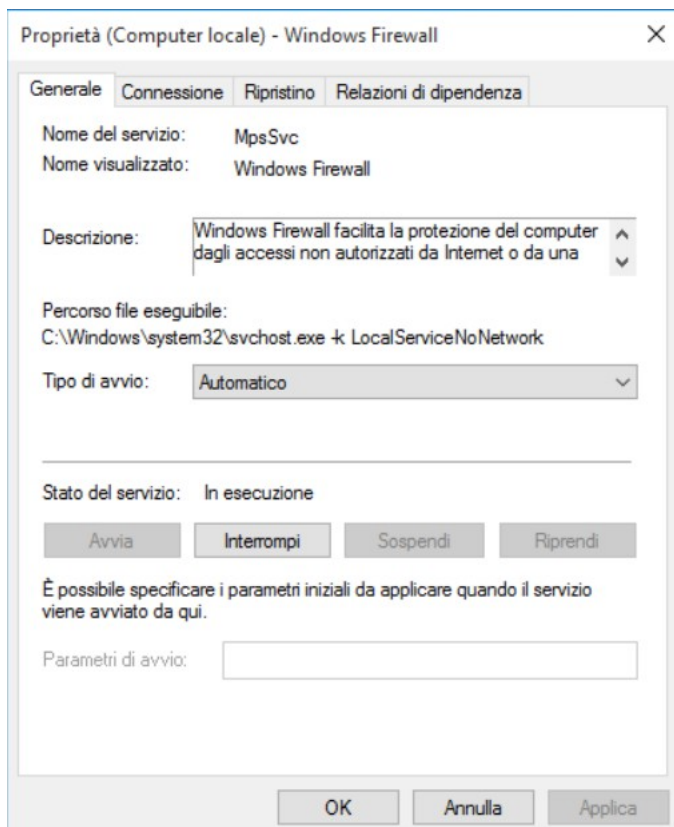 Proprietà (Computer locale) - Windows Firewall
Generale Connessione Ripristino Relazioni di dipendenza
Nome del servizio: MpsSvc
Nome visualizzato: Windows Firewall
Descrizione: Windows Firewall facilita la protezione del computer
dagli accessi non autorizzati da Internet o da una
Percorso file eseguibile:
C:\Windows\system32\svchost.exe -k LocalServiceNoNetwork
Tipo di avvio: Automatico
Stato del servizio: In esecuzione
Avvia Interrompi Sospendi Riprendi
È possibile specificare i parametri iniziali da applicare quando il servizio
viene avviato da qui.
Parametri di avvio:
OK Annulla Applica